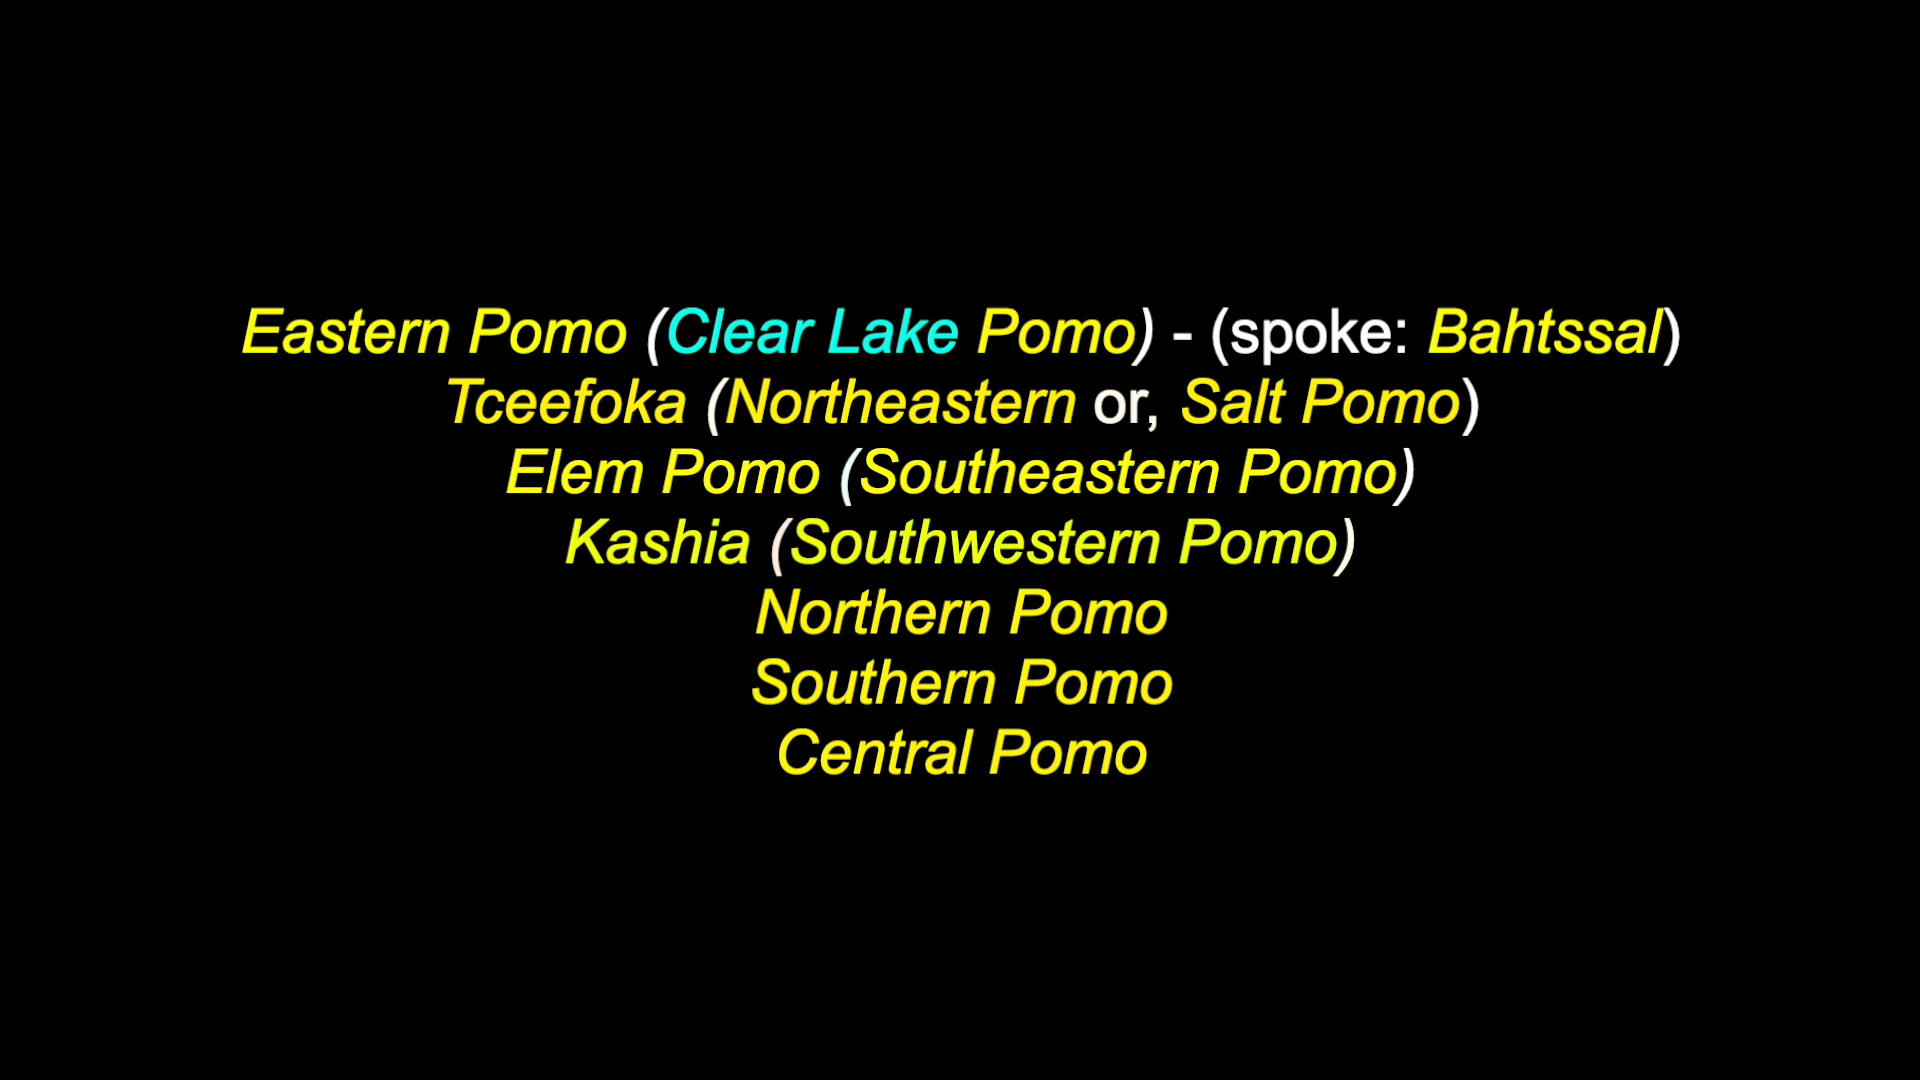 Eastern Pomo (Clear Lake Pomo) - (spoke: Bahtssal)
Tceefoka (Northeastern or, Salt Pomo)
Elem Pomo (Southeastern Pomo)
Kashia (Southwestern Pomo)
Northern Pomo
Southern Pomo
Central Pomo